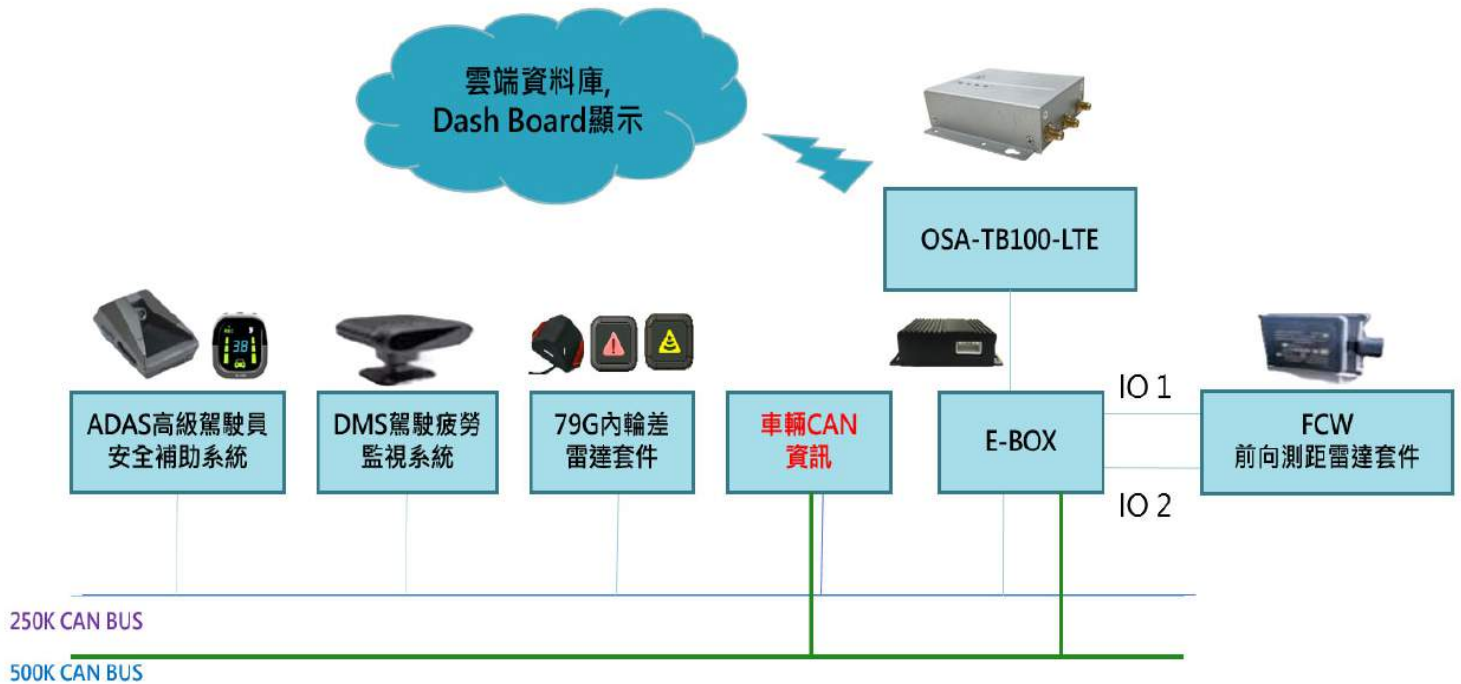 雲端資料庫,
Dash Board顯示
OSA-TB100-LTE
38
ADAS高級駕駛員
安全補助系統
DMS駕駛疲勞
監視系統
79G內輪差
雷達套件
車輛CAN
資訊
E-BOX
IO 1
IO 2
FCW
前向測距雷達套件
250K CAN BUS
500K CAN BUS